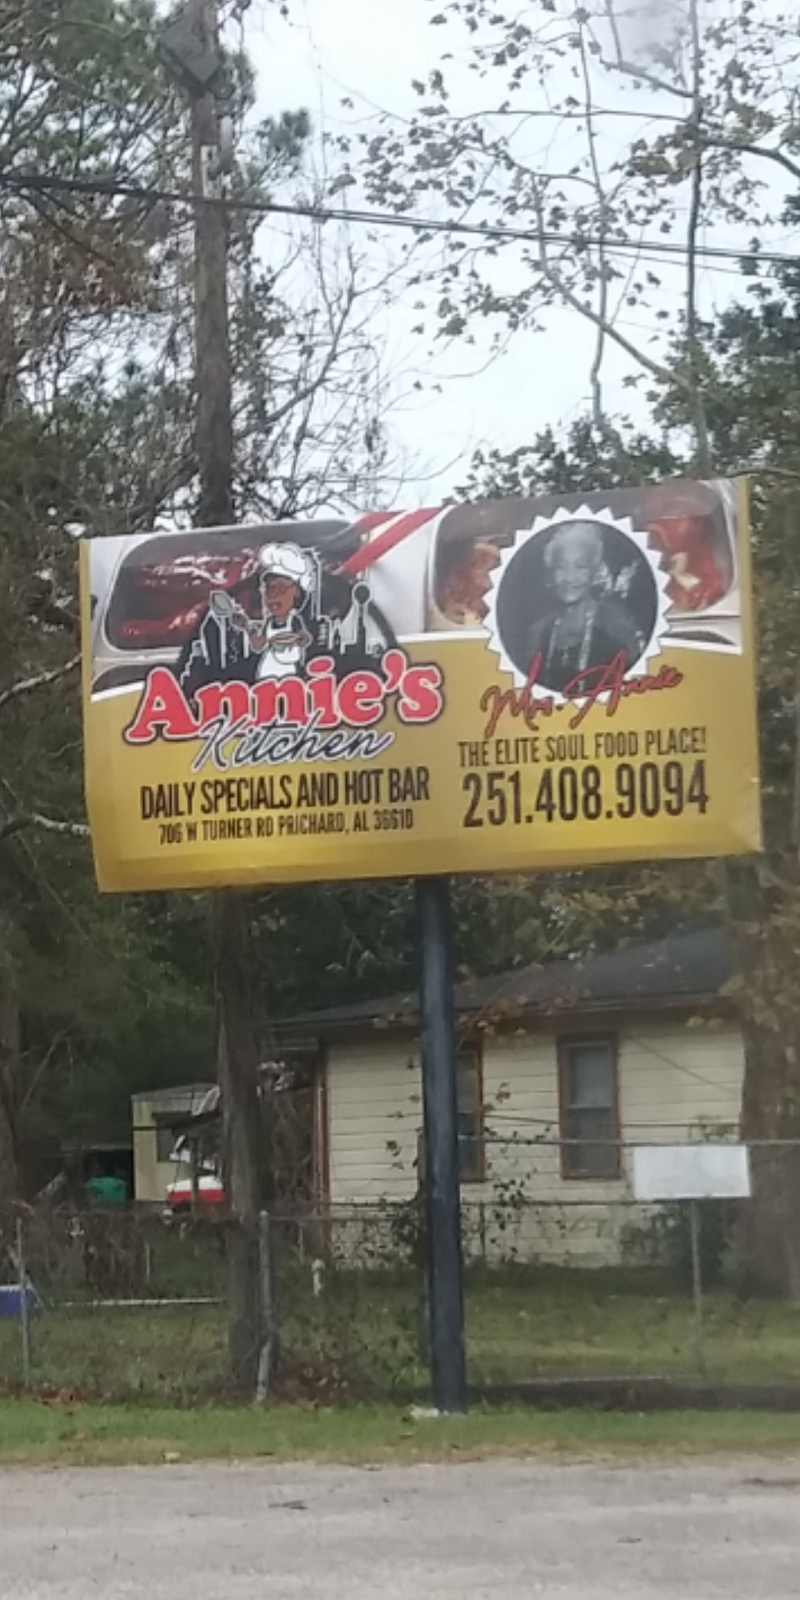 Annie's
Kitchen
DAILY SPECIALS AND HOT BAR
706 W TURNER RD PRICHARD, AL 36610
Mrs. Annie
THE ELITE SOUL FOOD PLACE!
251.408.9094